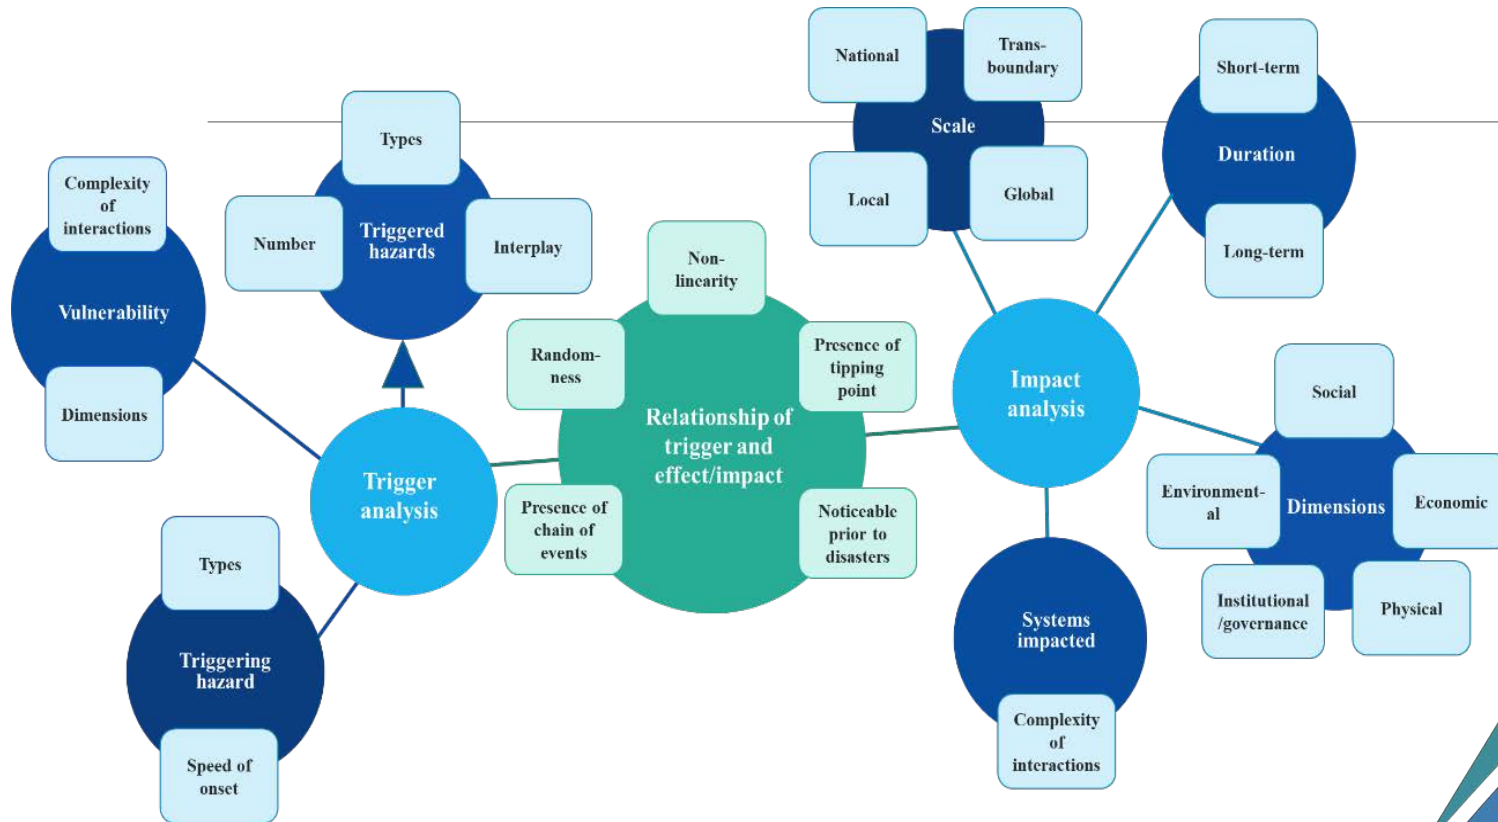 Complexity
of
interactions
Vulnerability
Dimensions
Types
Number
Triggered
hazards
Interplay
Trigger
analysis
Types
Triggering
hazard
Speed of
onset
Non-
linearity
Random-
ness
Presence of
tipping
point
Relationship of
trigger and
effect/impact
Presence of
chain of
events
Noticeable
prior to
disasters
National
Trans-
boundary
Scale
Local
Global
Short-term
Duration
Long-term
Impact
analysis
Social
Environment-
al
Dimensions
Economic
Institutional
/governance
Physical
Systems
impacted
Complexity
of
interactions